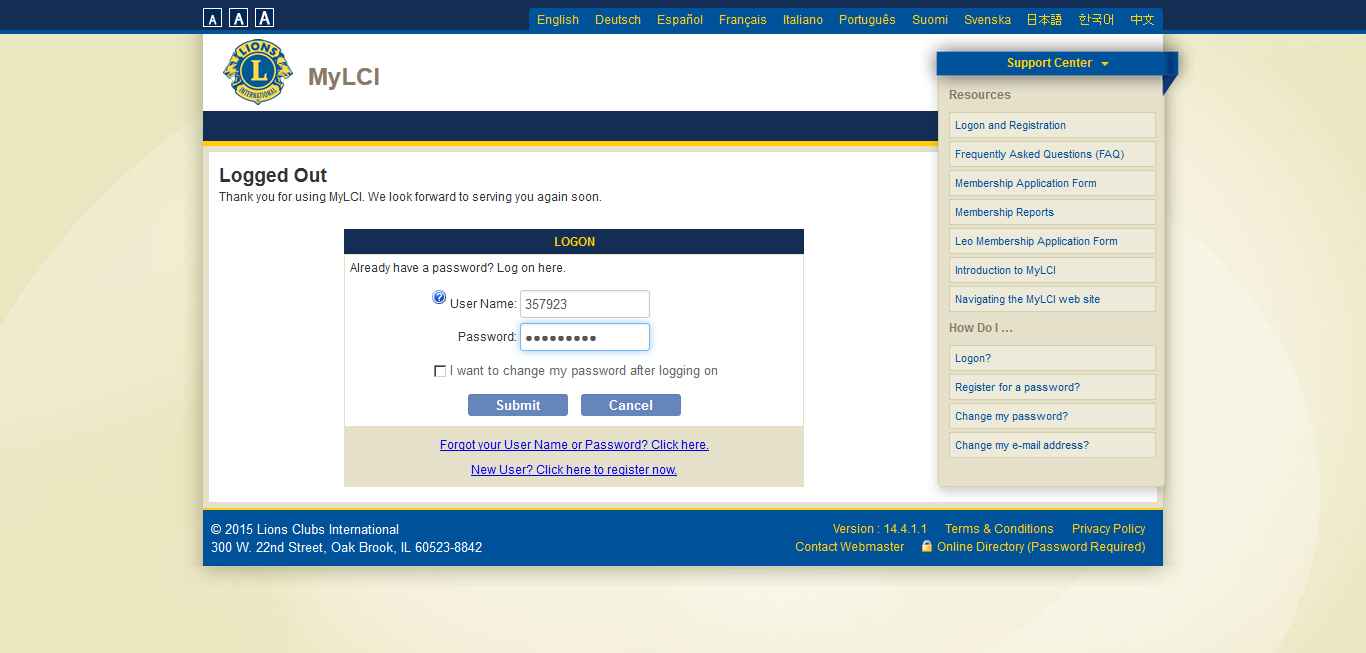 A A A
English Deutsch Español Français Italiano Português Suomi Svenska 日本語 한국어 中文
LIONS
L
INTERNATIONAL
MyLCI
Support Center
Resources
Logon and Registration
Frequently Asked Questions (FAQ)
Membership Application Form
Membership Reports
Leo Membership Application Form
Introduction to MyLCI
Navigating the MyLCI web site
How Do I ...
Logon?
Register for a password?
Change my password?
Change my e-mail address?
Logged Out
Thank you for using MyLCI. We look forward to serving you again soon.
LOGON
Already have a password? Log on here.
? User Name: 357923
Password: •••••••••
I want to change my password after logging on
Submit Cancel
Forgot your User Name or Password? Click here.
New User? Click here to register now.
© 2015 Lions Clubs International
300 W. 22nd Street, Oak Brook, IL 60523-8842
Version : 14.4.1.1 Terms & Conditions Privacy Policy
Contact Webmaster Online Directory (Password Required)